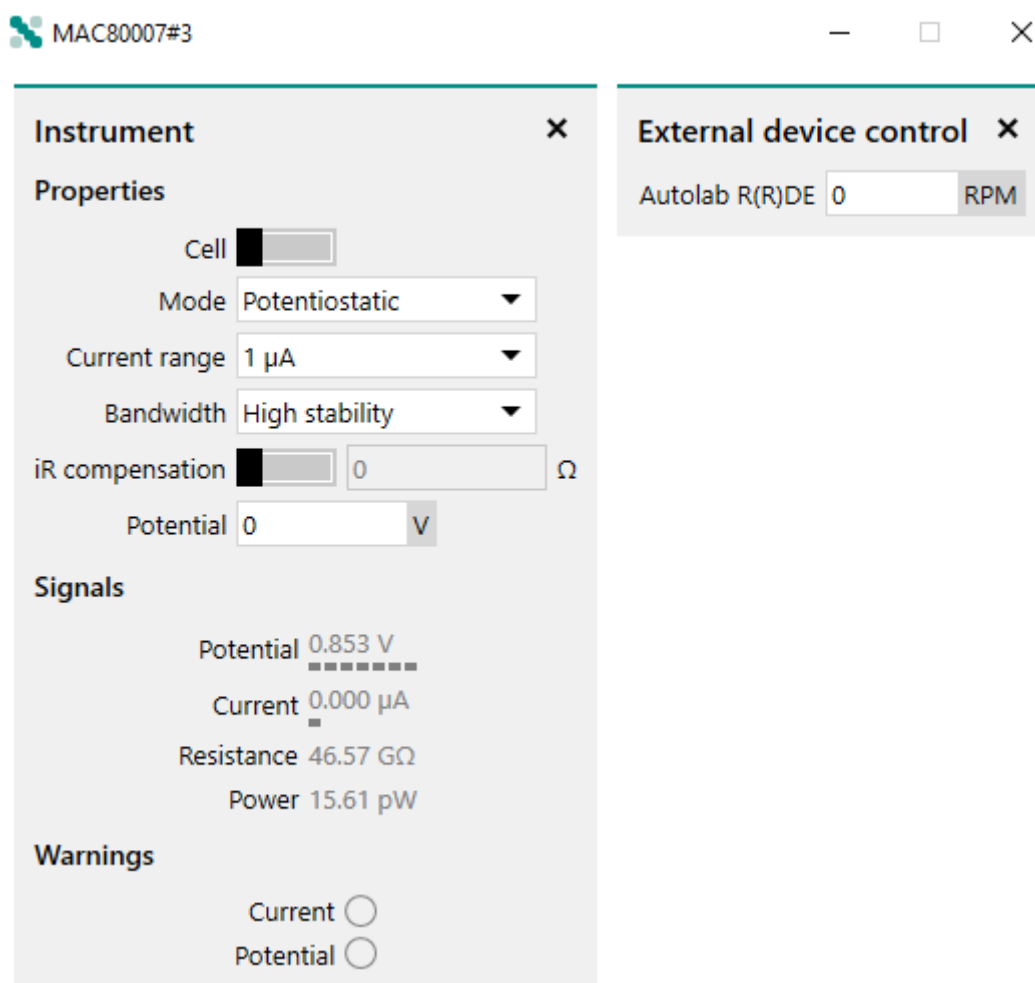 MAC80007#3
Instrument
Properties
Cell
Mode Potentiostatic
Current range 1 µA
Bandwidth High stability
iR compensation 0 Ω
Potential 0 V
Signals
Potential 0.853 V
Current 0.000 µA
Resistance 46.57 GΩ
Power 15.61 pW
Warnings
Current
Potential
External device control
Autolab R(R)DE 0 RPM